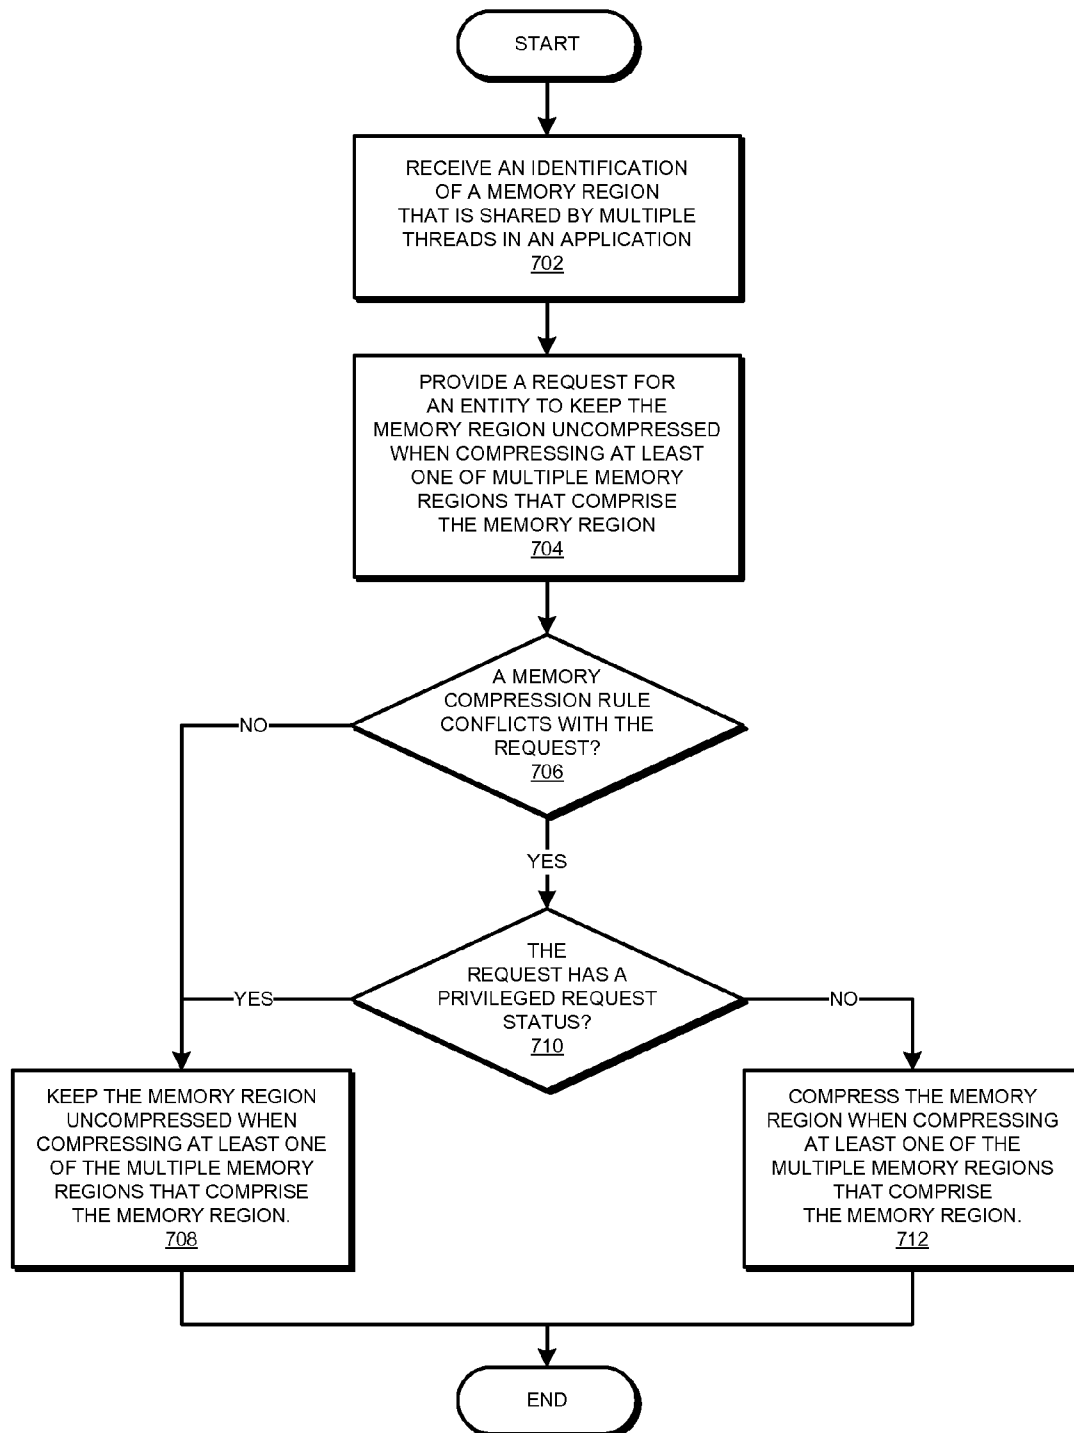 START
RECEIVE AN IDENTIFICATION
OF A MEMORY REGION
THAT IS SHARED BY MULTIPLE
THREADS IN AN APPLICATION
702
PROVIDE A REQUEST FOR
AN ENTITY TO KEEP THE
MEMORY REGION UNCOMPRESSED
WHEN COMPRESSING AT LEAST
ONE OF MULTIPLE MEMORY
REGIONS THAT COMPRISE
THE MEMORY REGION
704
A MEMORY
COMPRESSION RULE
CONFLICTS WITH THE
REQUEST?
706
NO
YES
THE
REQUEST HAS A
PRIVILEGED REQUEST
STATUS?
710
YES
NO
KEEP THE MEMORY REGION
UNCOMPRESSED WHEN
COMPRESSING AT LEAST ONE
OF THE MULTIPLE MEMORY
REGIONS THAT COMPRISE
THE MEMORY REGION.
708
COMPRESS THE MEMORY
REGION WHEN COMPRESSING
AT LEAST ONE OF THE
MULTIPLE MEMORY REGIONS
THAT COMPRISE
THE MEMORY REGION.
712
END